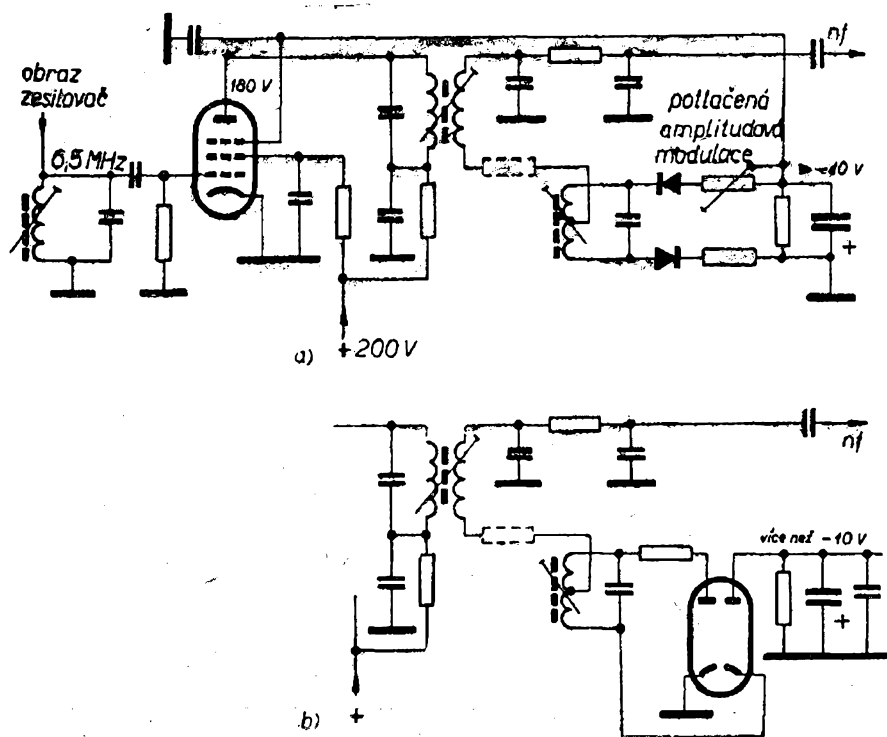 nf
obraz
zesilovač
180 V
potlačená
amplitudová
modulace
6,5 MHz
10 V
a)
+ 200 V
+
nf
více než -10 V
+
b)
+